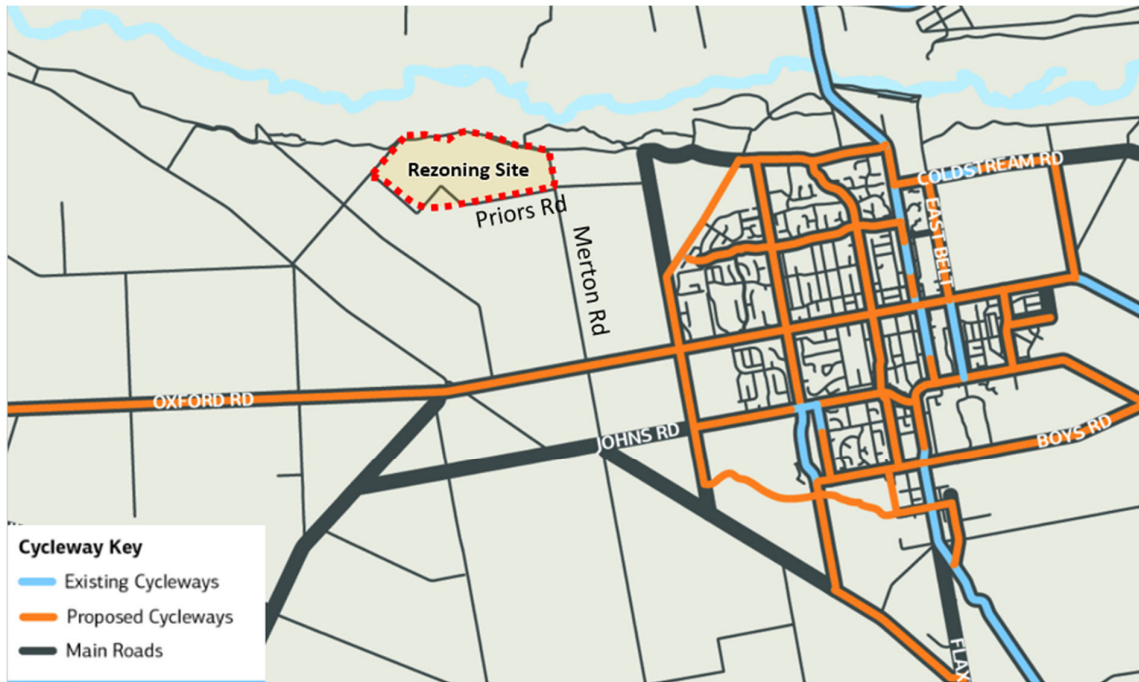 COLDSTREAM RD
Rezoning Site
Priors Rd
EAST BELT
Merton Rd
OXFORD RD
JOHNS RD
BOYS RD
Cycleway Key
Existing Cycleways
Proposed Cycleways
Main Roads
FLAX